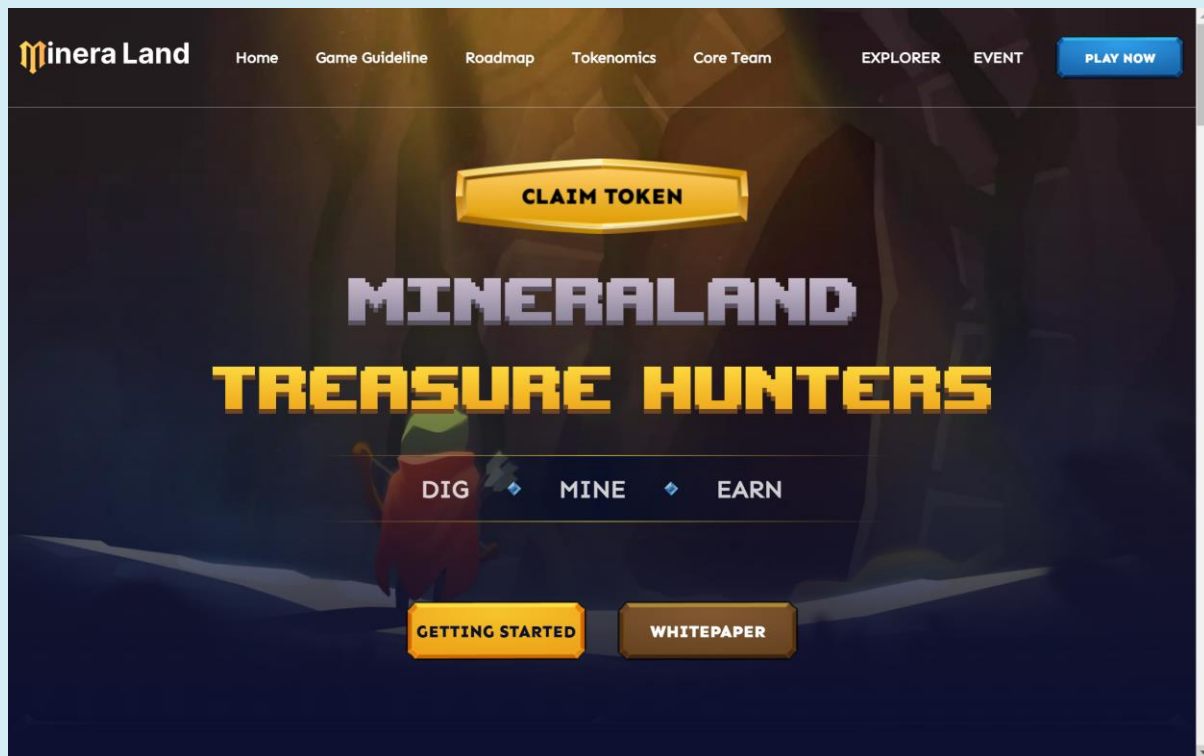 Minera Land Home Game Guideline Roadmap Tokenomics Core Team EXPLORER EVENT PLAY NOW
CLAIM TOKEN
MINERALAND
TREASURE HUNTERS
DIG MINE EARN
GETTING STARTED WHITEPAPER